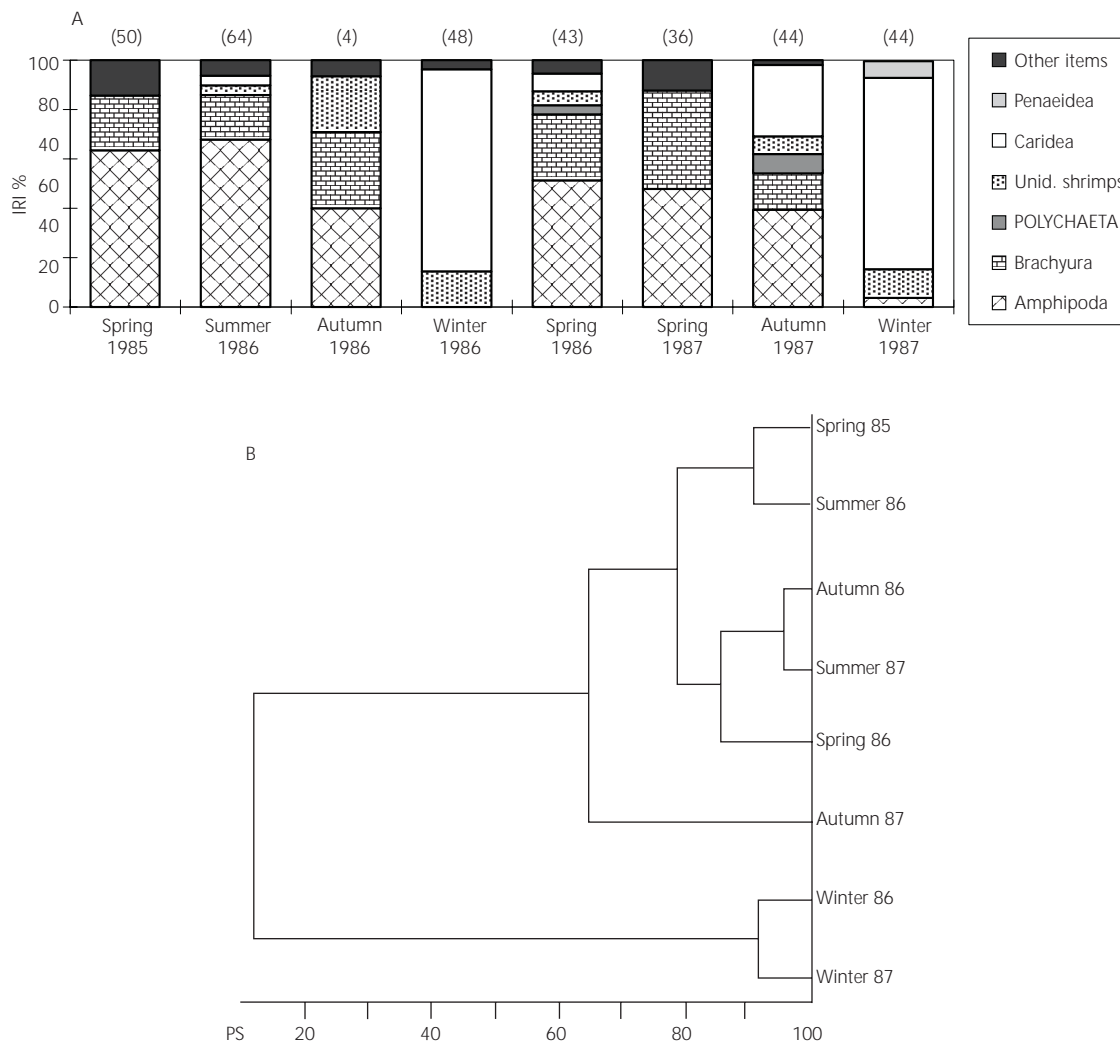 A
(50) (64) (4) (48) (43) (36) (44) (44)
IRI %
100
80
40
60
40
20
0
Spring 1985
Summer 1986
Autumn 1986
Winter 1986
Spring 1986
Spring 1987
Autumn 1987
Winter 1987
Other items
Penaeidea
Caridea
Unid. shrimps
POLYCHAETA
Brachyura
Amphipoda
B
Spring 85
Summer 86
Autumn 86
Summer 87
Spring 86
Autumn 87
Winter 86
Winter 87
PS 20 40 60 80 100